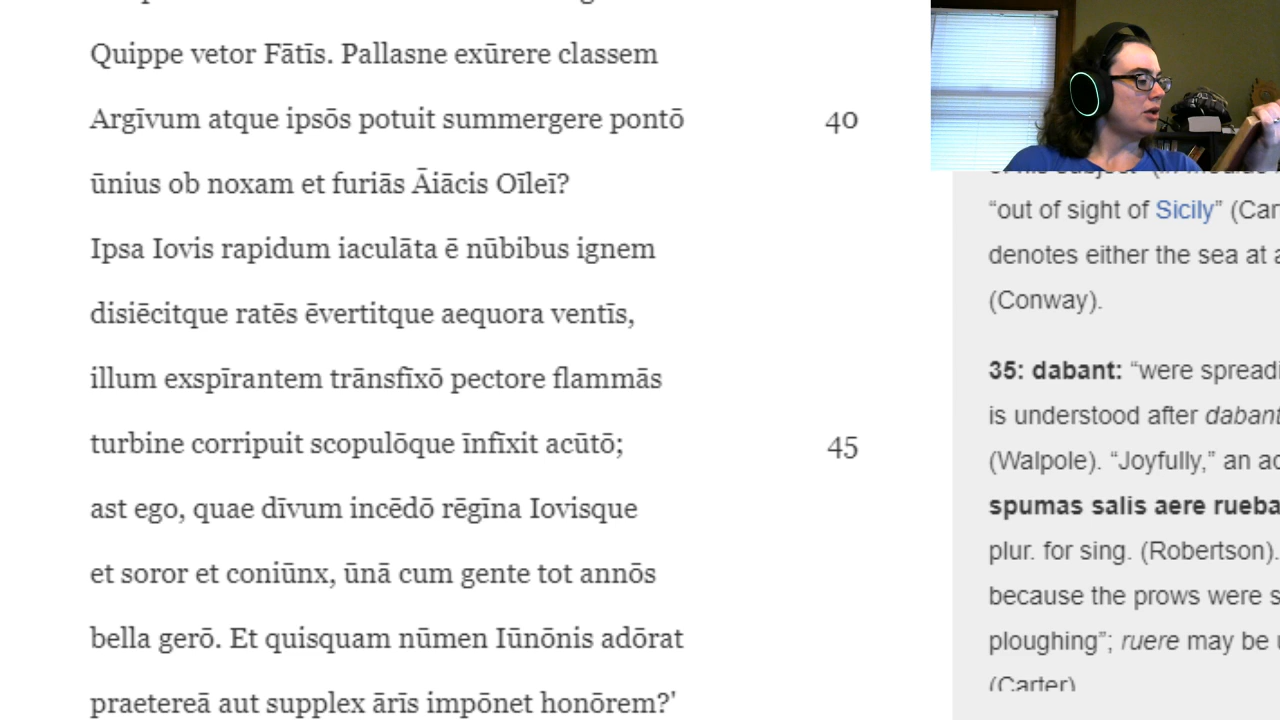 Quippe vetor Fātīs. Pallasne exūrere classem
Argīvum atque ipsōs potuit summergere pontō
40
ūnius ob noxam et furiās Āiācis Oīleī?
Ipsa Iovis rapidum iaculāta ē nūbibus ignem
disiēcitque ratēs ēvertitque aequora ventīs,
illum exspīrantem trānsfīxō pectore flammās
turbine corripuit scopulōque īnfīxit acūtō;
45
ast ego, quae dīvum incēdō rēgīna Iovisque
et soror et coniūnx, ūnā cum gente tot annōs
bella gerō. Et quisquam nūmen Iūnōnis adōrat
praetereā aut supplex ārīs impōnet honōrem?'
“out of sight of Sicily” (Car
denotes either the sea at a
(Conway).
35: dabant: “were spreadi
is understood after dabant
(Walpole). “Joyfully,” an ad
spumas salis aere rueba
plur. for sing. (Robertson).
because the prows were s
ploughing”; ruere may be u
(Carter)